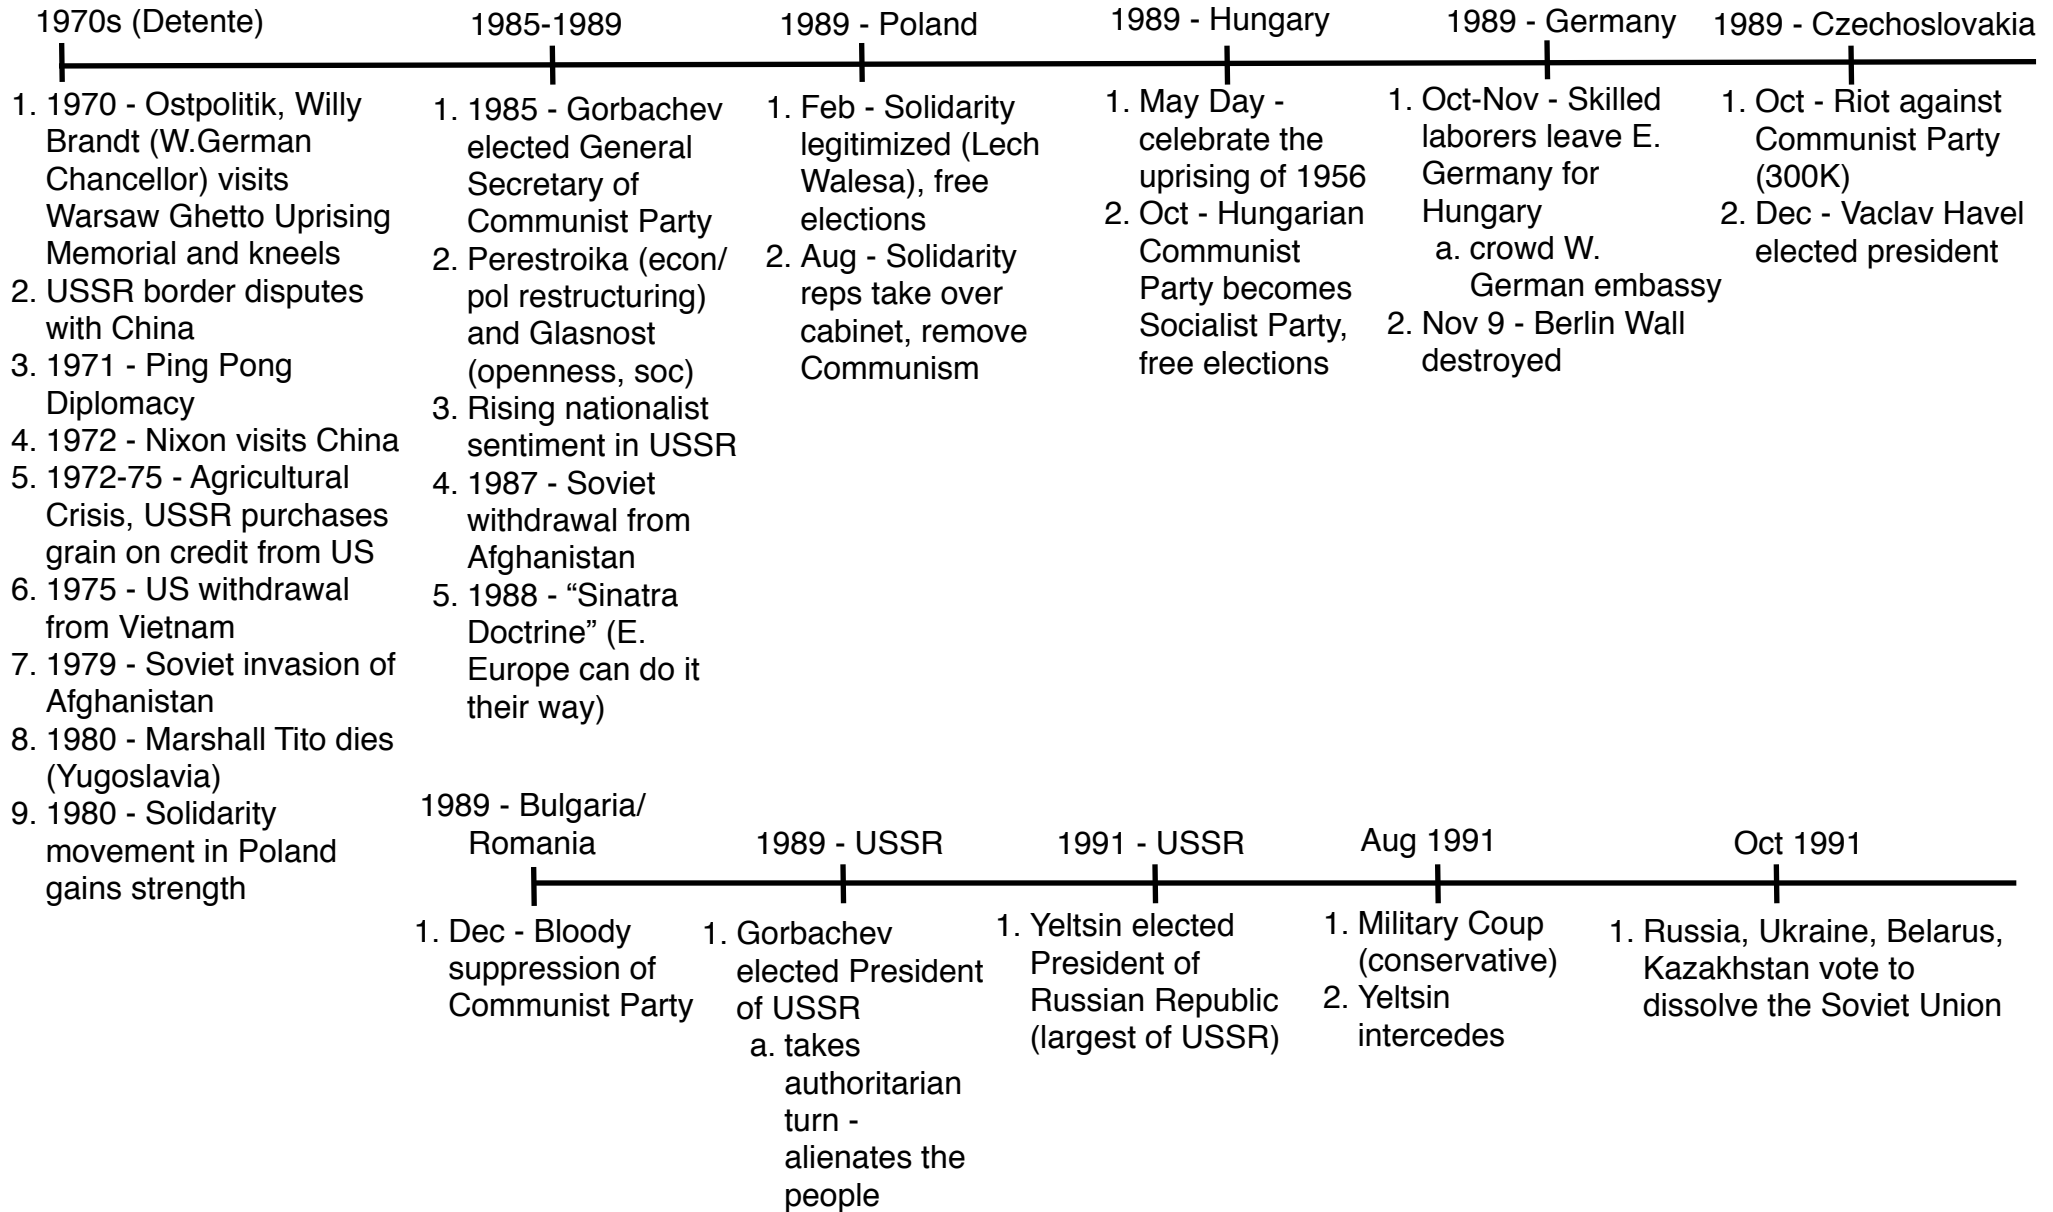 1970s (Detente)
1. 1970 - Ostpolitik, Willy
Brandt (W.German
Chancellor) visits
Warsaw Ghetto Uprising
Memorial and kneels
2. USSR border disputes
with China
3. 1971 - Ping Pong
Diplomacy
4. 1972 - Nixon visits China
5. 1972-75 - Agricultural
Crisis, USSR purchases
grain on credit from US
6. 1975 - US withdrawal
from Vietnam
7. 1979 - Soviet invasion of
Afghanistan
8. 1980 - Marshall Tito dies
(Yugoslavia)
9. 1980 - Solidarity
movement in Poland
gains strength
1985-1989
1. 1985 - Gorbachev
elected General
Secretary of
Communist Party
2. Perestroika (econ/
pol restructuring)
and Glasnost
(openness, soc)
3. Rising nationalist
sentiment in USSR
4. 1987 - Soviet
withdrawal from
Afghanistan
5. 1988 - “Sinatra
Doctrine” (E.
Europe can do it
their way)
1989 - Poland
1. Feb - Solidarity
legitimized (Lech
Walesa), free
elections
2. Aug - Solidarity
reps take over
cabinet, remove
Communism
1989 - Hungary
1. May Day -
celebrate the
uprising of 1956
2. Oct - Hungarian
Communist
Party becomes
Socialist Party,
free elections
1989 - Germany
1. Oct-Nov - Skilled
laborers leave E.
Germany for
Hungary
a. crowd W.
German embassy
2. Nov 9 - Berlin Wall
destroyed
1989 - Czechoslovakia
1. Oct - Riot against
Communist Party
(300K)
2. Dec - Vaclav Havel
elected president
1989 - Bulgaria/
Romania
1. Dec - Bloody
suppression of
Communist Party
1989 - USSR
1. Gorbachev
elected President
of USSR
a. takes
authoritarian
turn -
alienates the
people
1991 - USSR
1. Yeltsin elected
President of
Russian Republic
(largest of USSR)
Aug 1991
1. Military Coup
(conservative)
2. Yeltsin
intercedes
Oct 1991
1. Russia, Ukraine, Belarus,
Kazakhstan vote to
dissolve the Soviet Union